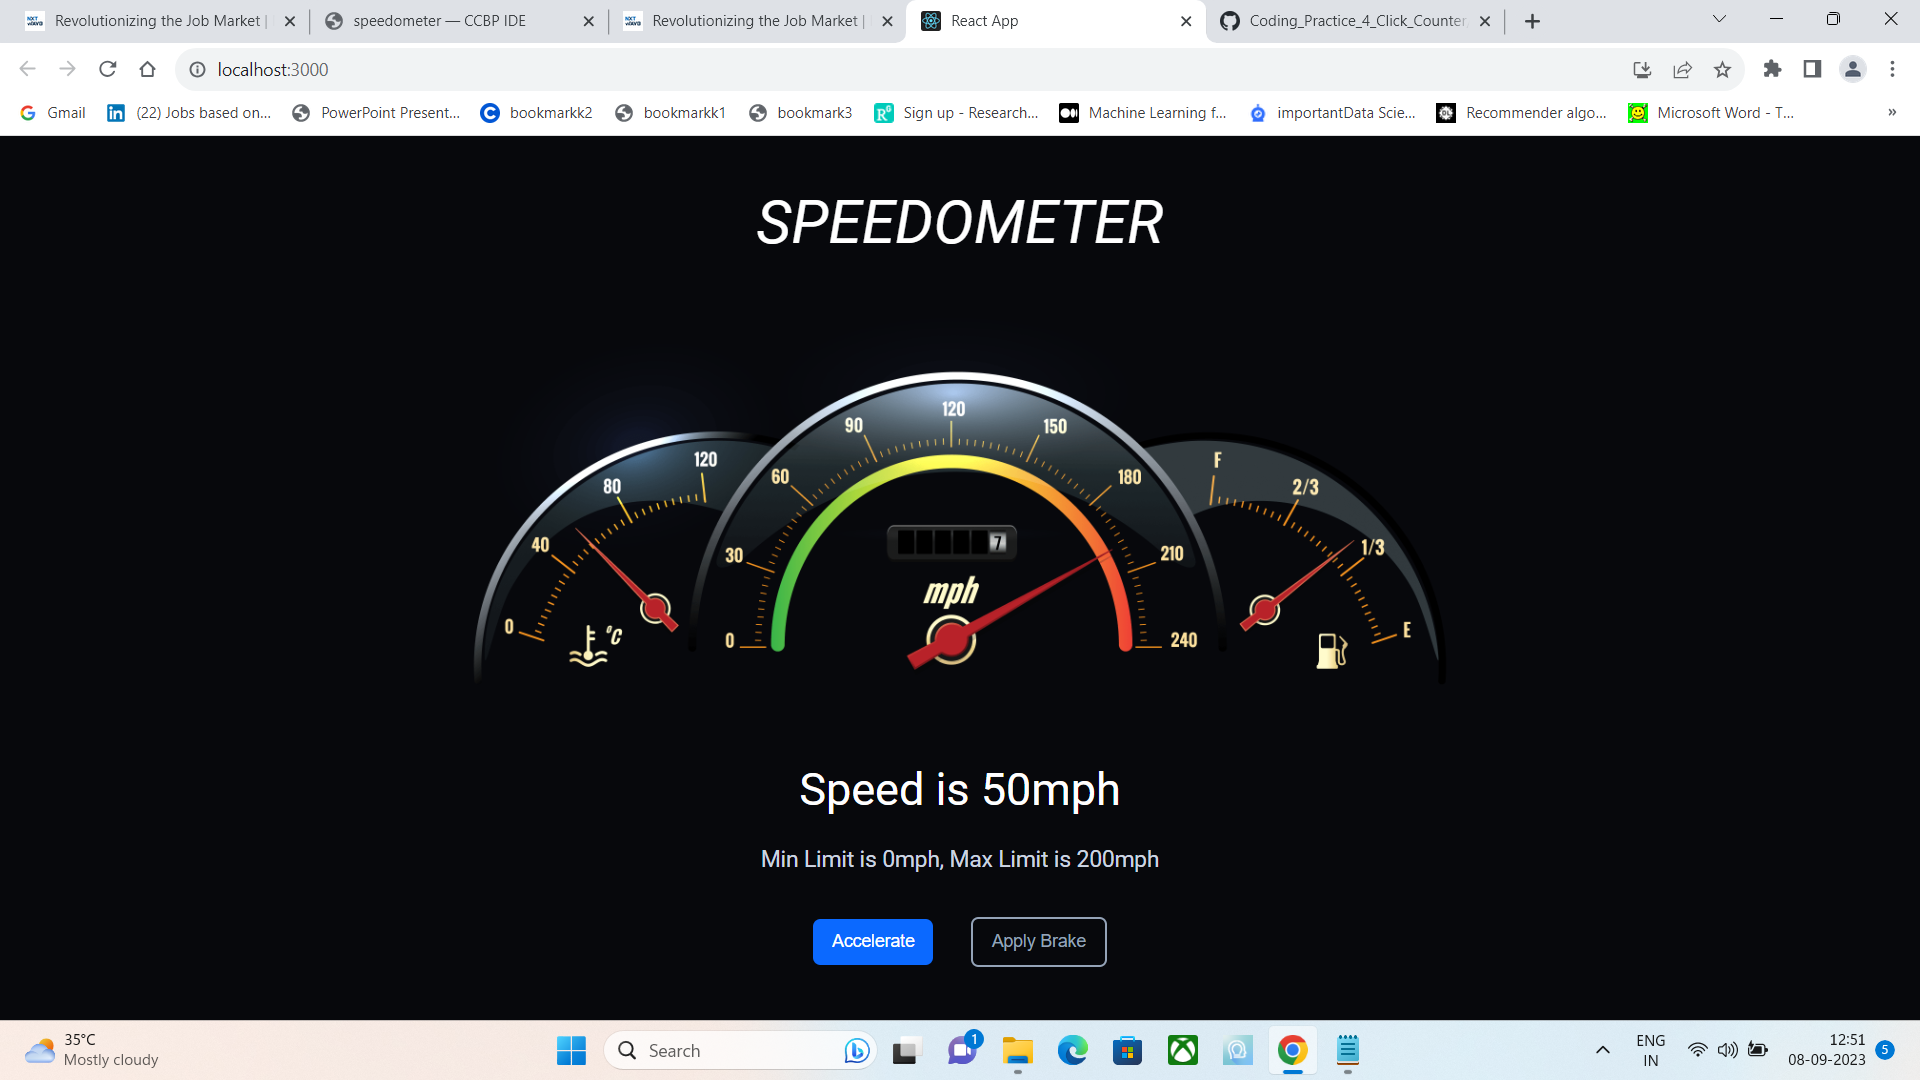 Revolutionizing the Job Market |
speedometer — CCBP IDE
Revolutionizing the Job Market |
React App
Coding_Practice_4_Click_Counter
localhost:3000
Gmail
(22) Jobs based on...
PowerPoint Present...
bookmarkk2
bookmarkk1
bookmark3
Sign up - Research...
Machine Learning f...
importantData Scie...
Recommender algo...
Microsoft Word - T...
»
SPEEDOMETER
0
40
80
120
°C
0
30
60
90
120
150
180
210
240
7
mph
F
2/3
1/3
E
Speed is 50mph
Min Limit is 0mph, Max Limit is 200mph
Accelerate
Apply Brake
35°C
Mostly cloudy
Search
1
ENG
IN
12:51
08-09-2023
5